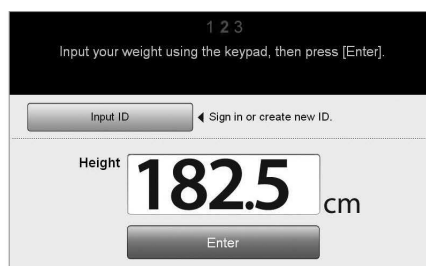 1 2 3
Input your weight using the keypad, then press [Enter].
Input ID ◀ Sign in or create new ID.
Height 182.5 cm
Enter